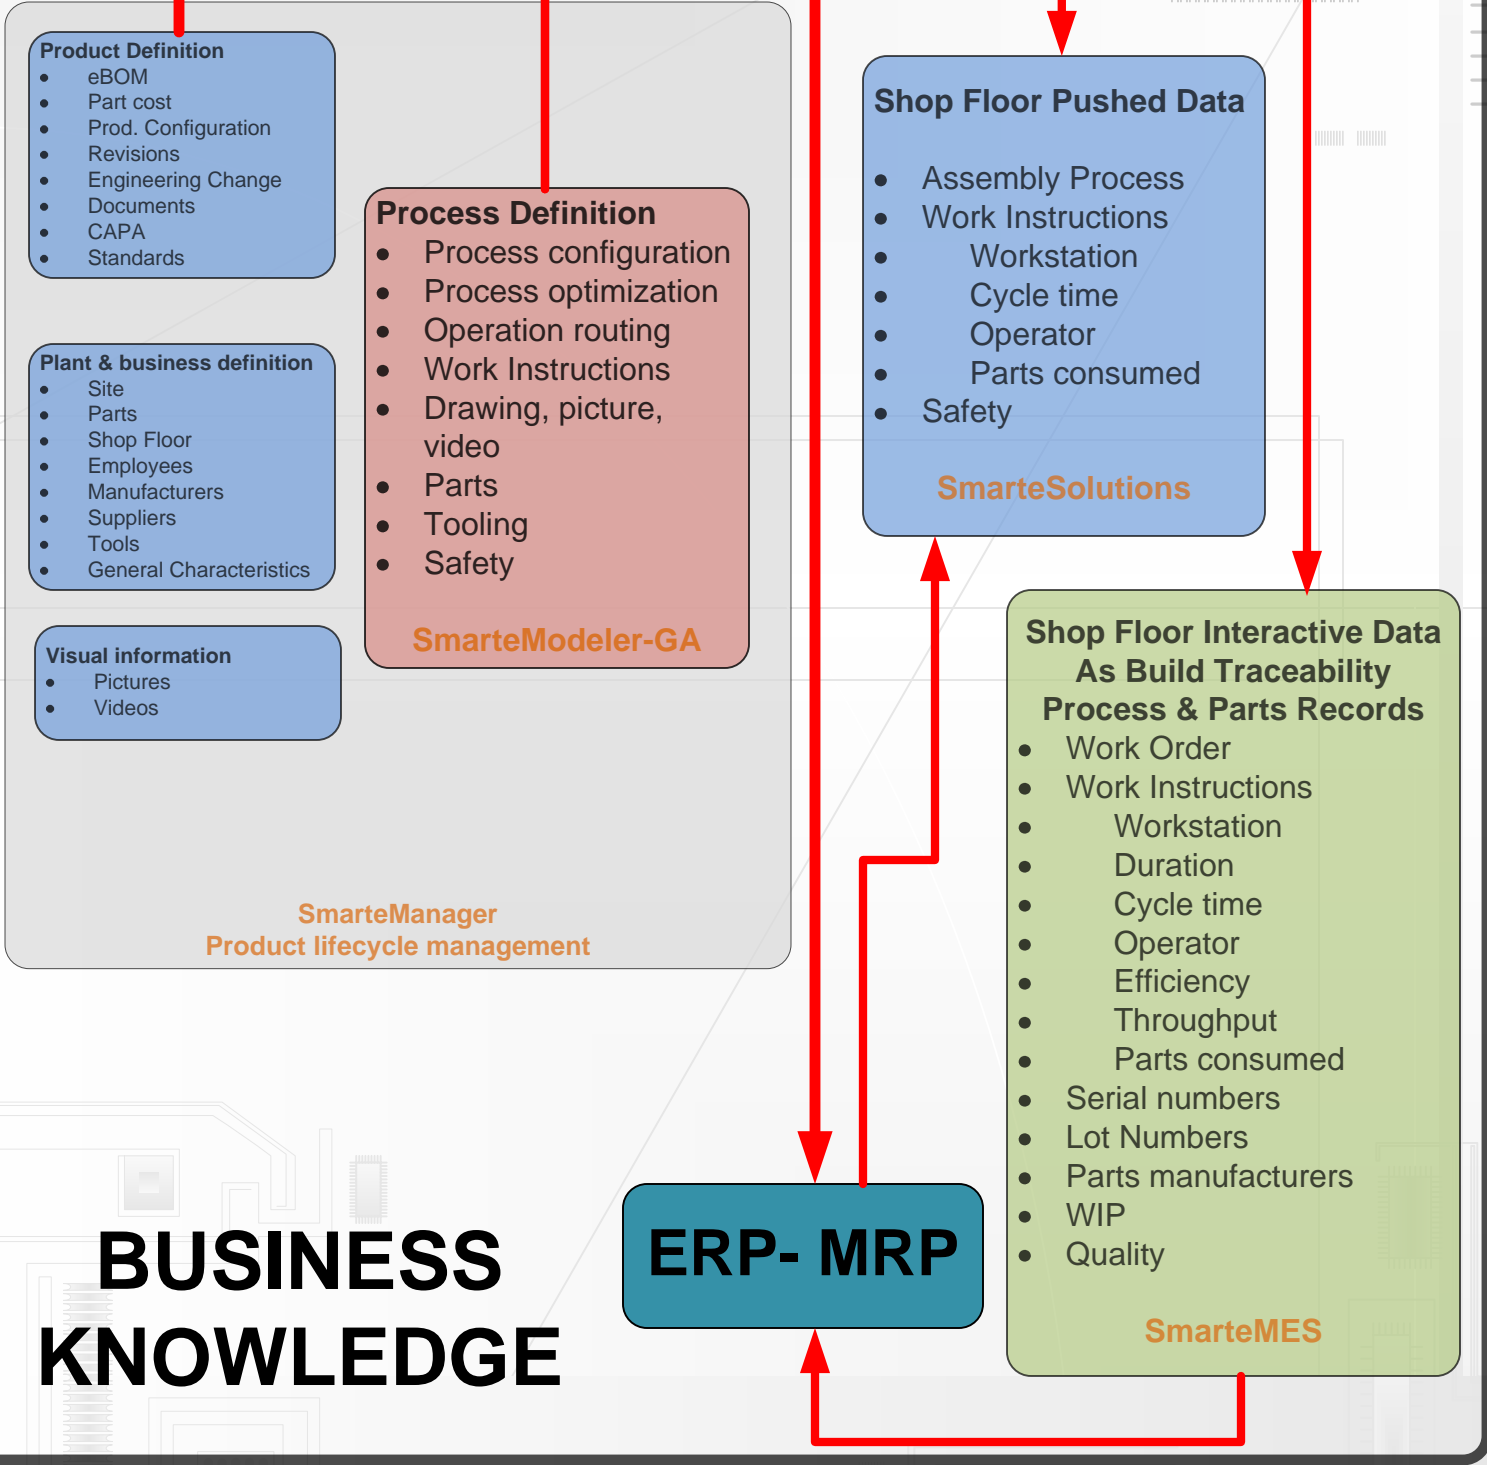 Product Definition
• eBOM
• Part cost
• Prod. Configuration
• Revisions
• Engineering Change
• Documents
• CAPA
• Standards
Plant & business definition
• Site
• Parts
• Shop Floor
• Employees
• Manufacturers
• Suppliers
• Tools
• General Characteristics
Visual information
• Pictures
• Videos
Process Definition
• Process configuration
• Process optimization
• Operation routing
• Work Instructions
• Drawing, picture,
video
• Parts
• Tooling
• Safety
SmarteModeler-GA
SmarteManager
Product lifecycle management
Shop Floor Pushed Data
• Assembly Process
• Work Instructions
• Workstation
• Cycle time
• Operator
• Parts consumed
• Safety
SmarteSolutions
Shop Floor Interactive Data
As Build Traceability
Process & Parts Records
• Work Order
• Work Instructions
• Workstation
• Duration
• Cycle time
• Operator
• Efficiency
• Throughput
• Parts consumed
• Serial numbers
• Lot Numbers
• Parts manufacturers
• WIP
• Quality
SmarteMES
ERP- MRP
BUSINESS
KNOWLEDGE